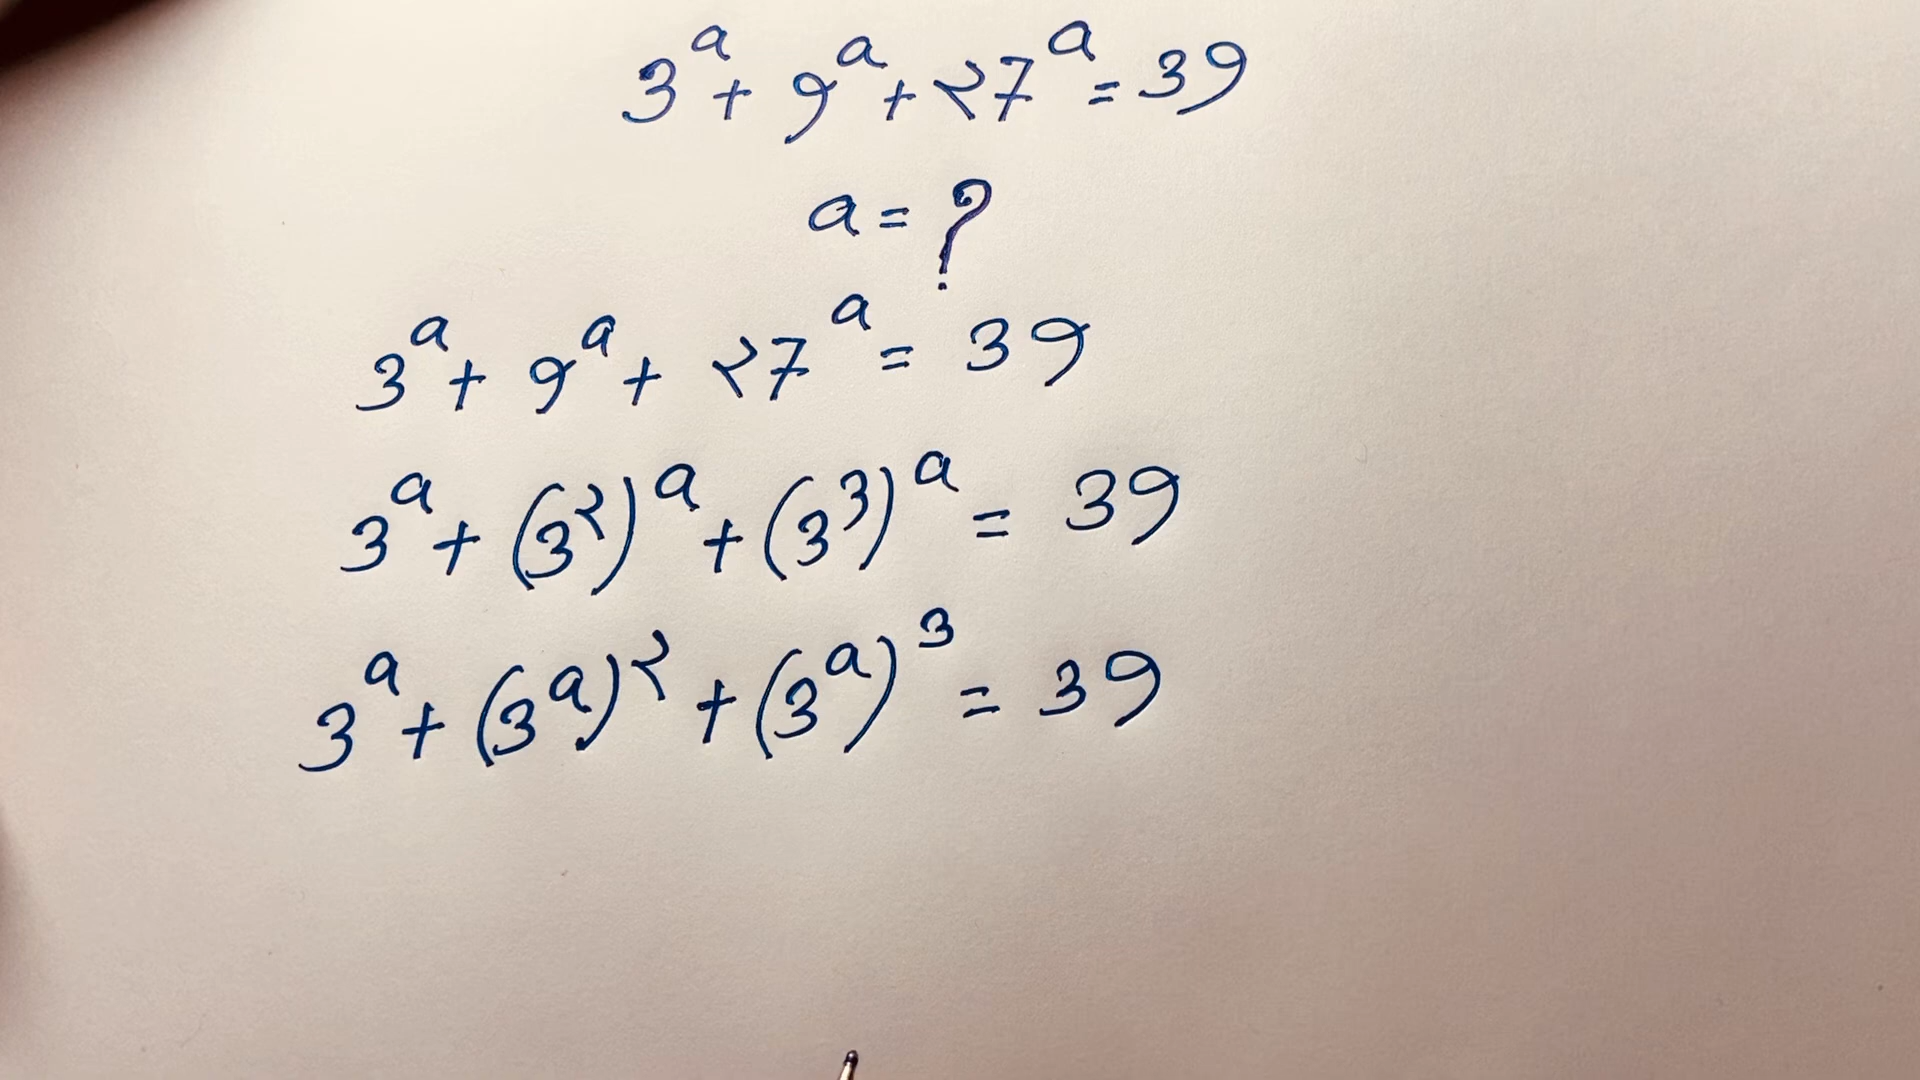 3^a + 9^a + 27^a = 39
a = ?
3^a + 9^a + 27^a = 39
3^a + (3^2)^a + (3^3)^a = 39
3^a + (3^a)^2 + (3^a)^3 = 39